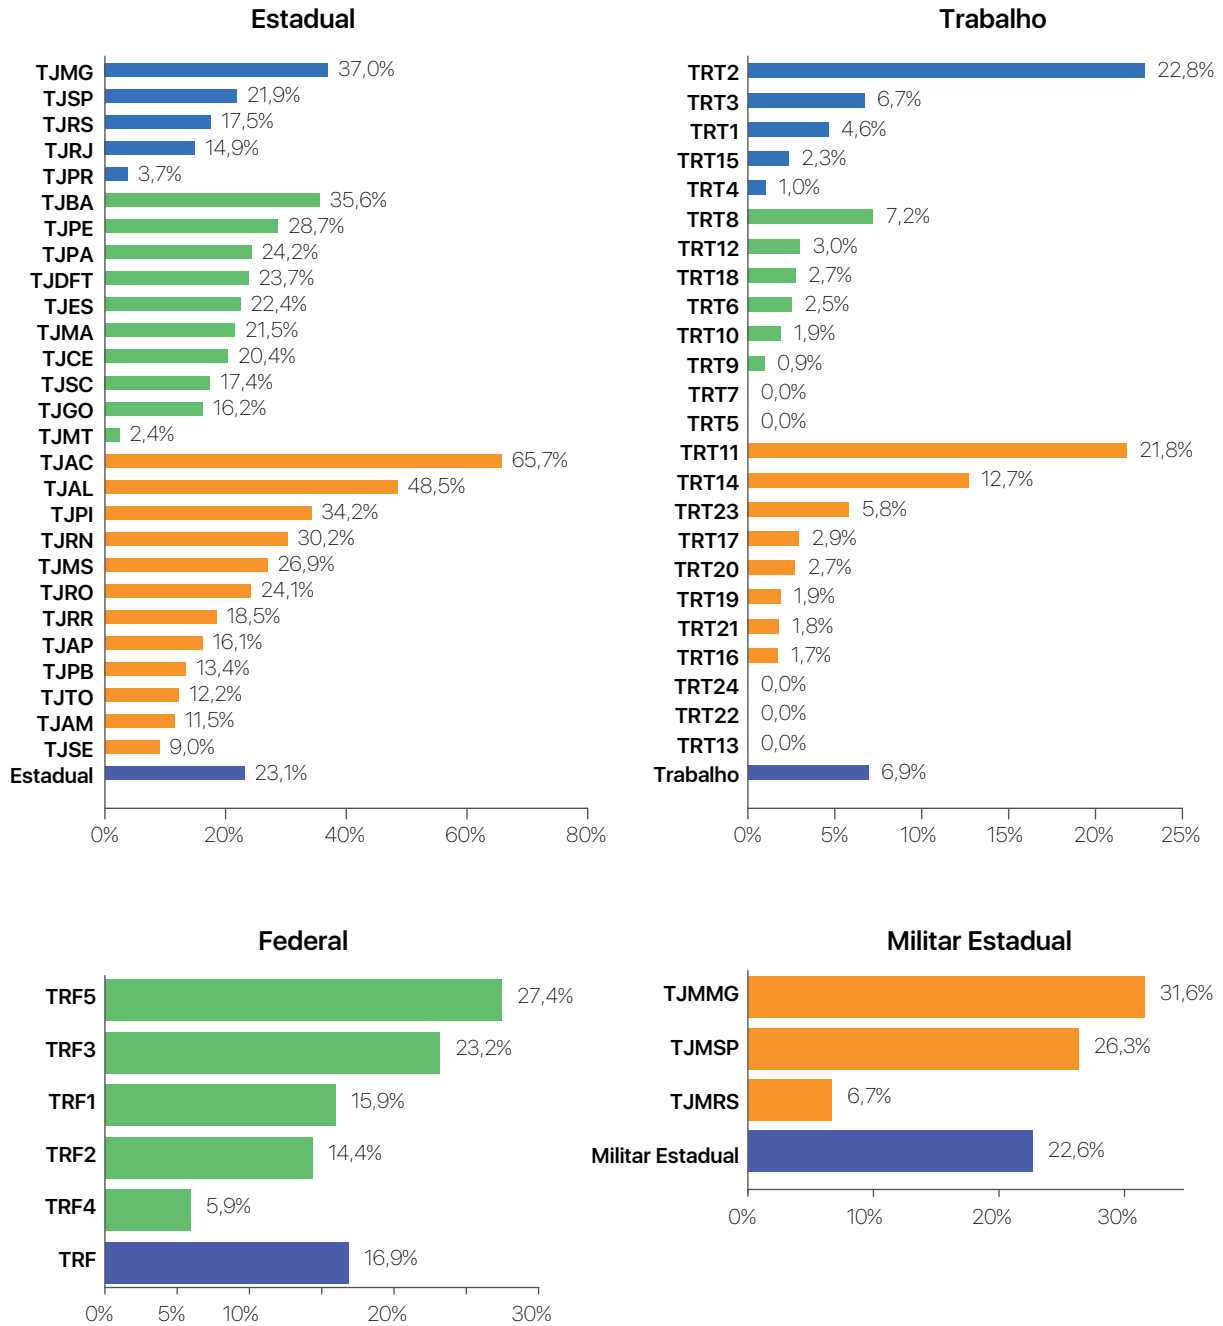 Estadual
TJMG 37,0%
TJSP 21,9%
TJRS 17,5%
TJRJ 14,9%
TJPR 3,7%
TJBA 35,6%
TJPE 28,7%
TJPA 24,2%
TJDFT 23,7%
TJES 22,4%
TJMA 21,5%
TJCE 20,4%
TJSC 17,4%
TJGO 16,2%
TJMT 2,4%
TJAC 65,7%
TJAL 48,5%
TJPI 34,2%
TJRN 30,2%
TJMS 26,9%
TJRO 24,1%
TJRR 18,5%
TJAP 16,1%
TJPB 13,4%
TJTO 12,2%
TJAM 11,5%
TJSE 9,0%
Estadual 23,1%
0% 20% 40% 60% 80%
Trabalho
TRT2 22,8%
TRT3 6,7%
TRT1 4,6%
TRT15 2,3%
TRT4 1,0%
TRT8 7,2%
TRT12 3,0%
TRT18 2,7%
TRT6 2,5%
TRT10 1,9%
TRT9 0,9%
TRT7 0,0%
TRT5 0,0%
TRT11 21,8%
TRT14 12,7%
TRT23 5,8%
TRT17 2,9%
TRT20 2,7%
TRT19 1,9%
TRT21 1,8%
TRT16 1,7%
TRT24 0,0%
TRT22 0,0%
TRT13 0,0%
Trabalho 6,9%
0% 5% 10% 15% 20% 25%
Federal
TRF5 27,4%
TRF3 23,2%
TRF1 15,9%
TRF2 14,4%
TRF4 5,9%
TRF 16,9%
0% 5% 10% 20% 30%
Militar Estadual
TJMMG 31,6%
TJMSP 26,3%
TJMRS 6,7%
Militar Estadual 22,6%
0% 10% 20% 30%